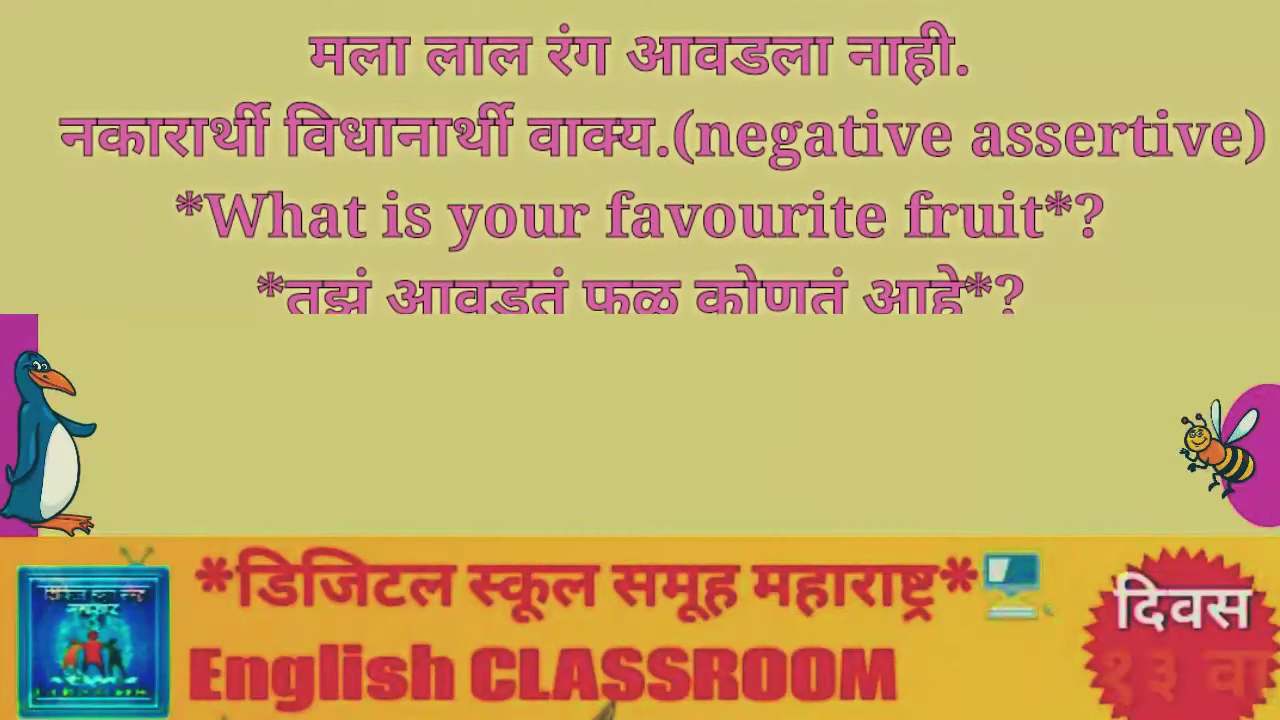 मला लाल रंग आवडला नाही.
नकारार्थी विधानार्थी वाक्य.(negative assertive)
*What is your favourite fruit*?
*तुझं आवडतं फळ कोणतं आहे*?
*डिजिटल स्कूल समूह महाराष्ट्र*
English CLASSROOM
दिवस
१३ वा